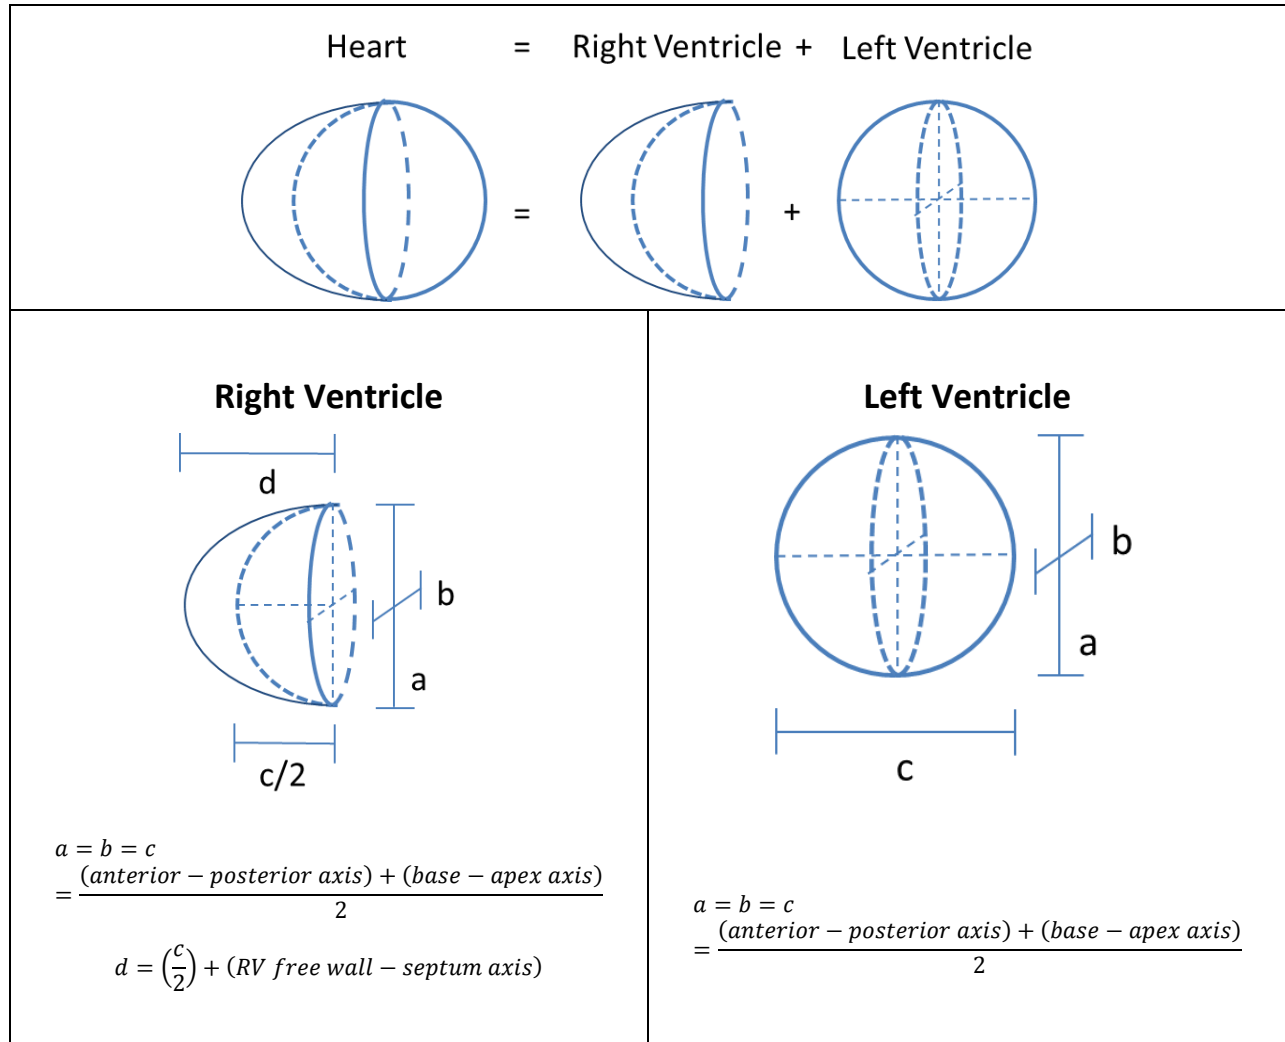 Heart = Right Ventricle + Left Ventricle
= +
Right Ventricle
d
b
a
c/2
a = b = c
= (anterior − posterior axis) + (base − apex axis) / 2
d = (c/2) + (RV free wall − septum axis)
Left Ventricle
b
a
c
a = b = c
= (anterior − posterior axis) + (base − apex axis) / 2